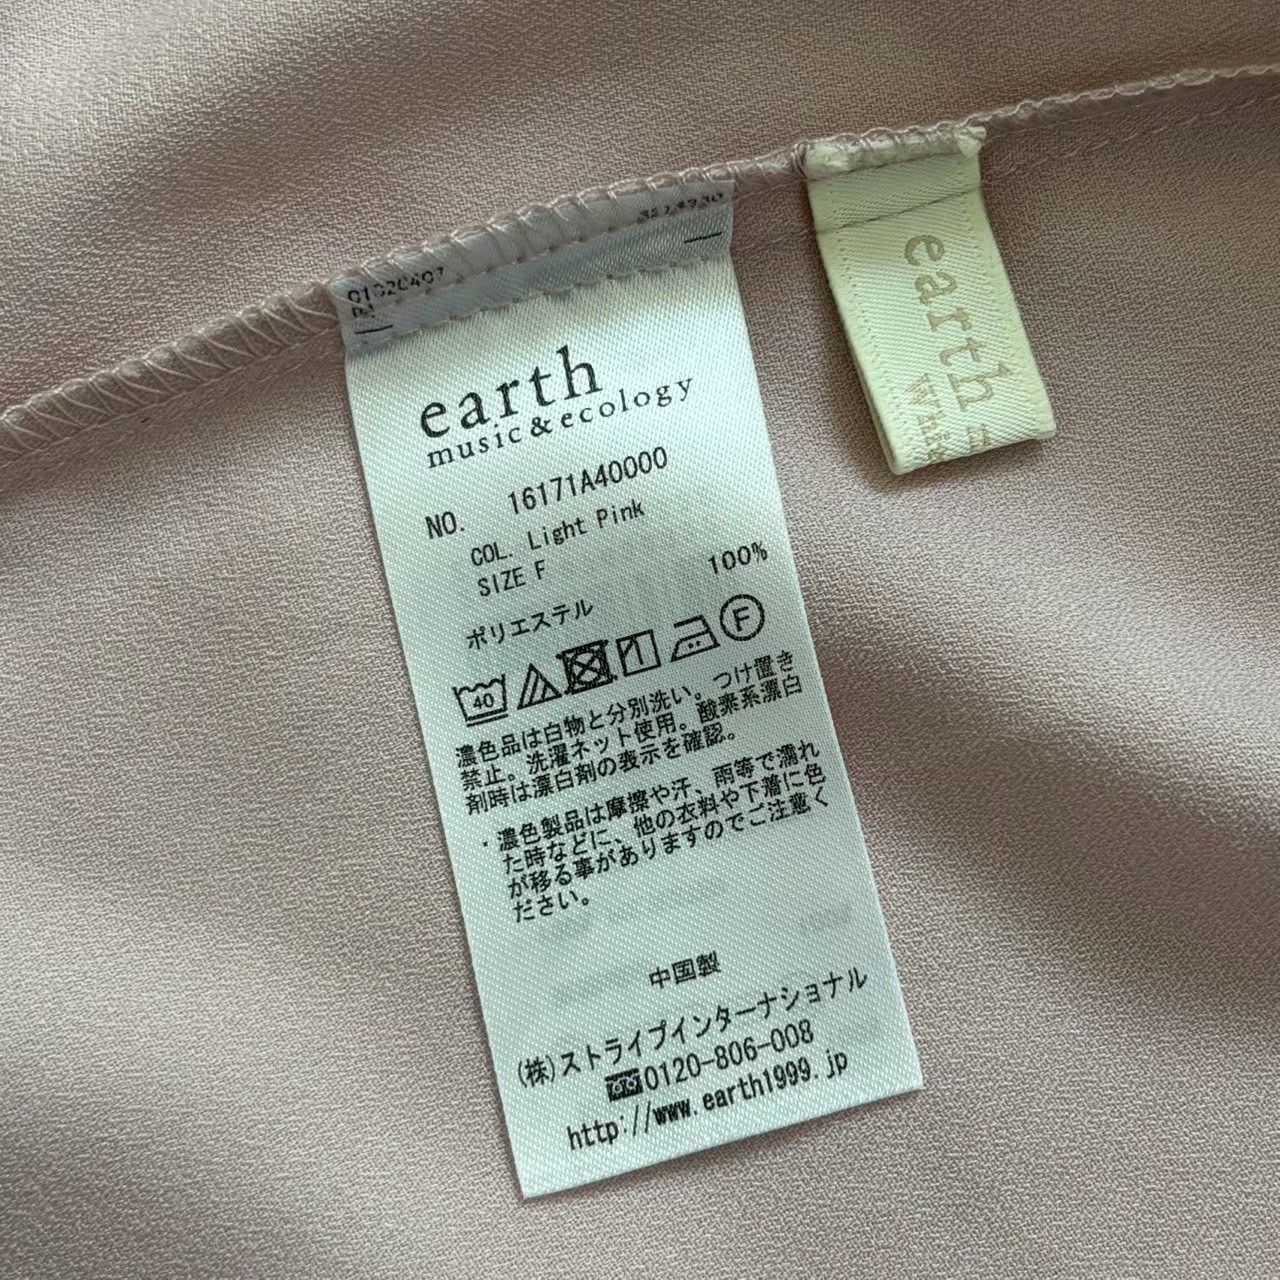 earth
music&ecology
NO. 16171A40000
COL. Light Pink
SIZE F
ポリエステル 100%
40
F
濃色品は白物と分別洗い。つけ置き
禁止。洗濯ネット使用。酸素系漂白
剤時は漂白剤の表示を確認。
・濃色製品は摩擦や汗、雨等で濡れ
た時などに、他の衣料や下着に色
が移る事がありますのでご注意く
ださい。
中国製
(株)ストライプインターナショナル
0120-806-008
http://www.earth1999.jp
earth